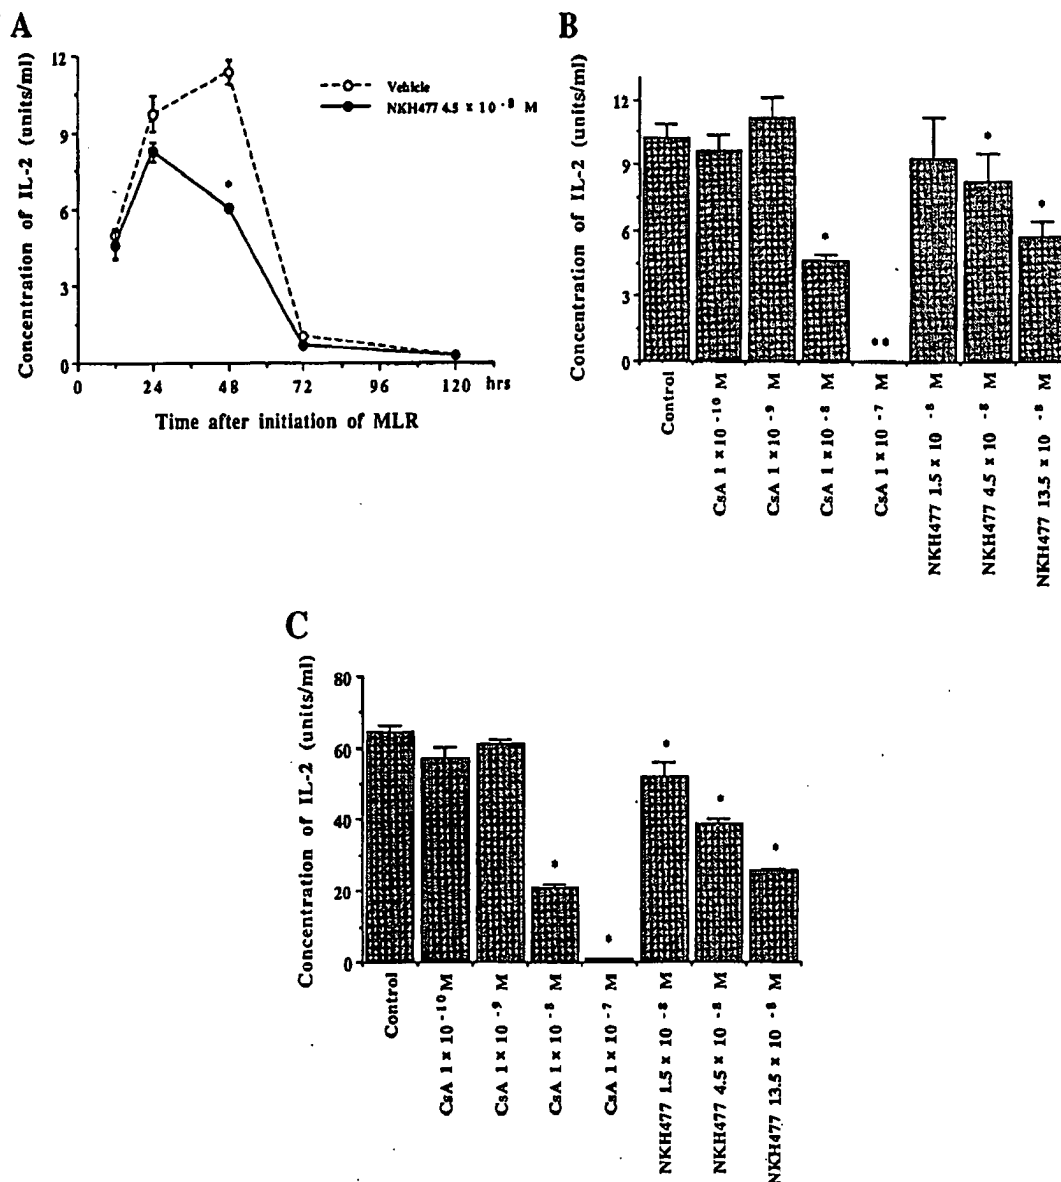 A
Concentration of IL-2 (units/ml)
12
9
6
3
0
Vehicle
NKH477 4.5 x 10 -8 M
*
0 24 48 72 96 120 hrs
Time after initiation of MLR
B
Concentration of IL-2 (units/ml)
12
9
6
3
0
*
**
*
*
Control
CsA 1 x 10 -10 M
CsA 1 x 10 -9 M
CsA 1 x 10 -8 M
CsA 1 x 10 -7 M
NKH477 1.5 x 10 -8 M
NKH477 4.5 x 10 -8 M
NKH477 13.5 x 10 -8 M
C
Concentration of IL-2 (units/ml)
80
60
40
20
0
*
*
*
*
*
Control
CsA 1 x 10 -10 M
CsA 1 x 10 -9 M
CsA 1 x 10 -8 M
CsA 1 x 10 -7 M
NKH477 1.5 x 10 -8 M
NKH477 4.5 x 10 -8 M
NKH477 13.5 x 10 -8 M